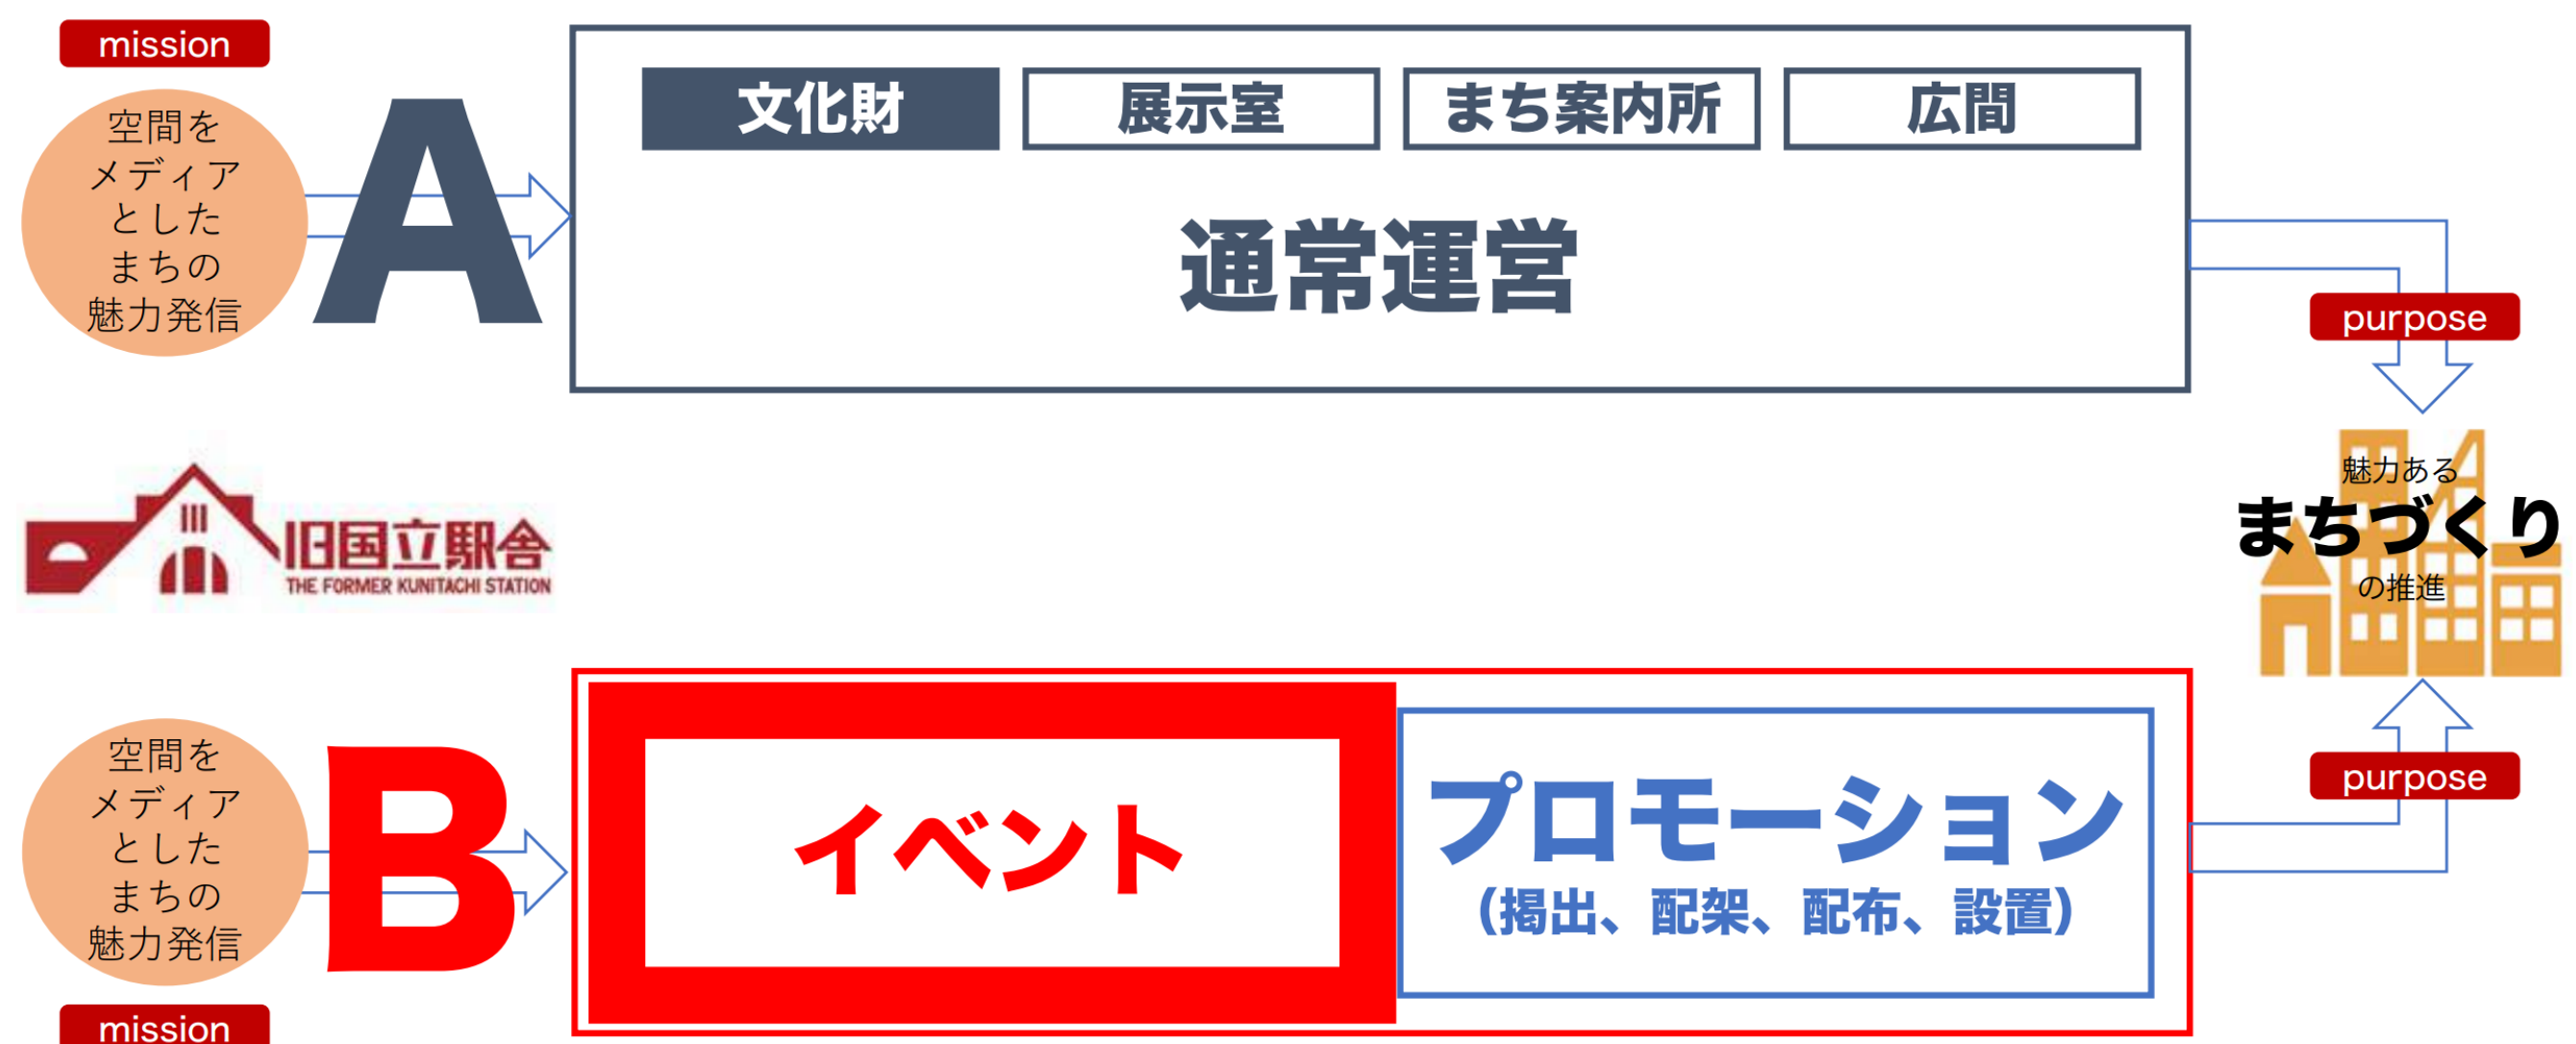 mission
空間を
メディア
とした
まちの
魅力発信
A
文化財
展示室
まち案内所
広間
通常運営
purpose
旧国立駅舎
THE FORMER KUNITACHI STATION
魅力ある
まちづくり
の推進
空間を
メディア
とした
まちの
魅力発信
mission
B
イベント
プロモーション
（掲出、配架、配布、設置）
purpose